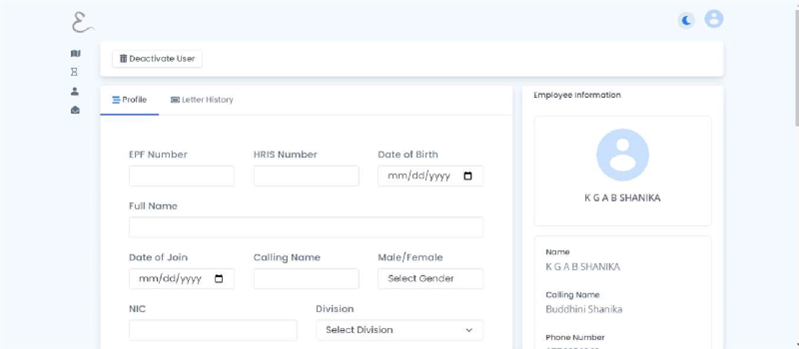 Deactivate User
Profile
Letter History
EPF Number
HRIS Number
Date of Birth
mm/dd/yyyy
Full Name
Date of Join
Calling Name
Male/Female
mm/dd/yyyy
Select Gender
NIC
Division
Select Division
Employee Information
K G A B SHANIKA
Name
K G A B SHANIKA
Calling Name
Buddhini Shanika
Phone Number